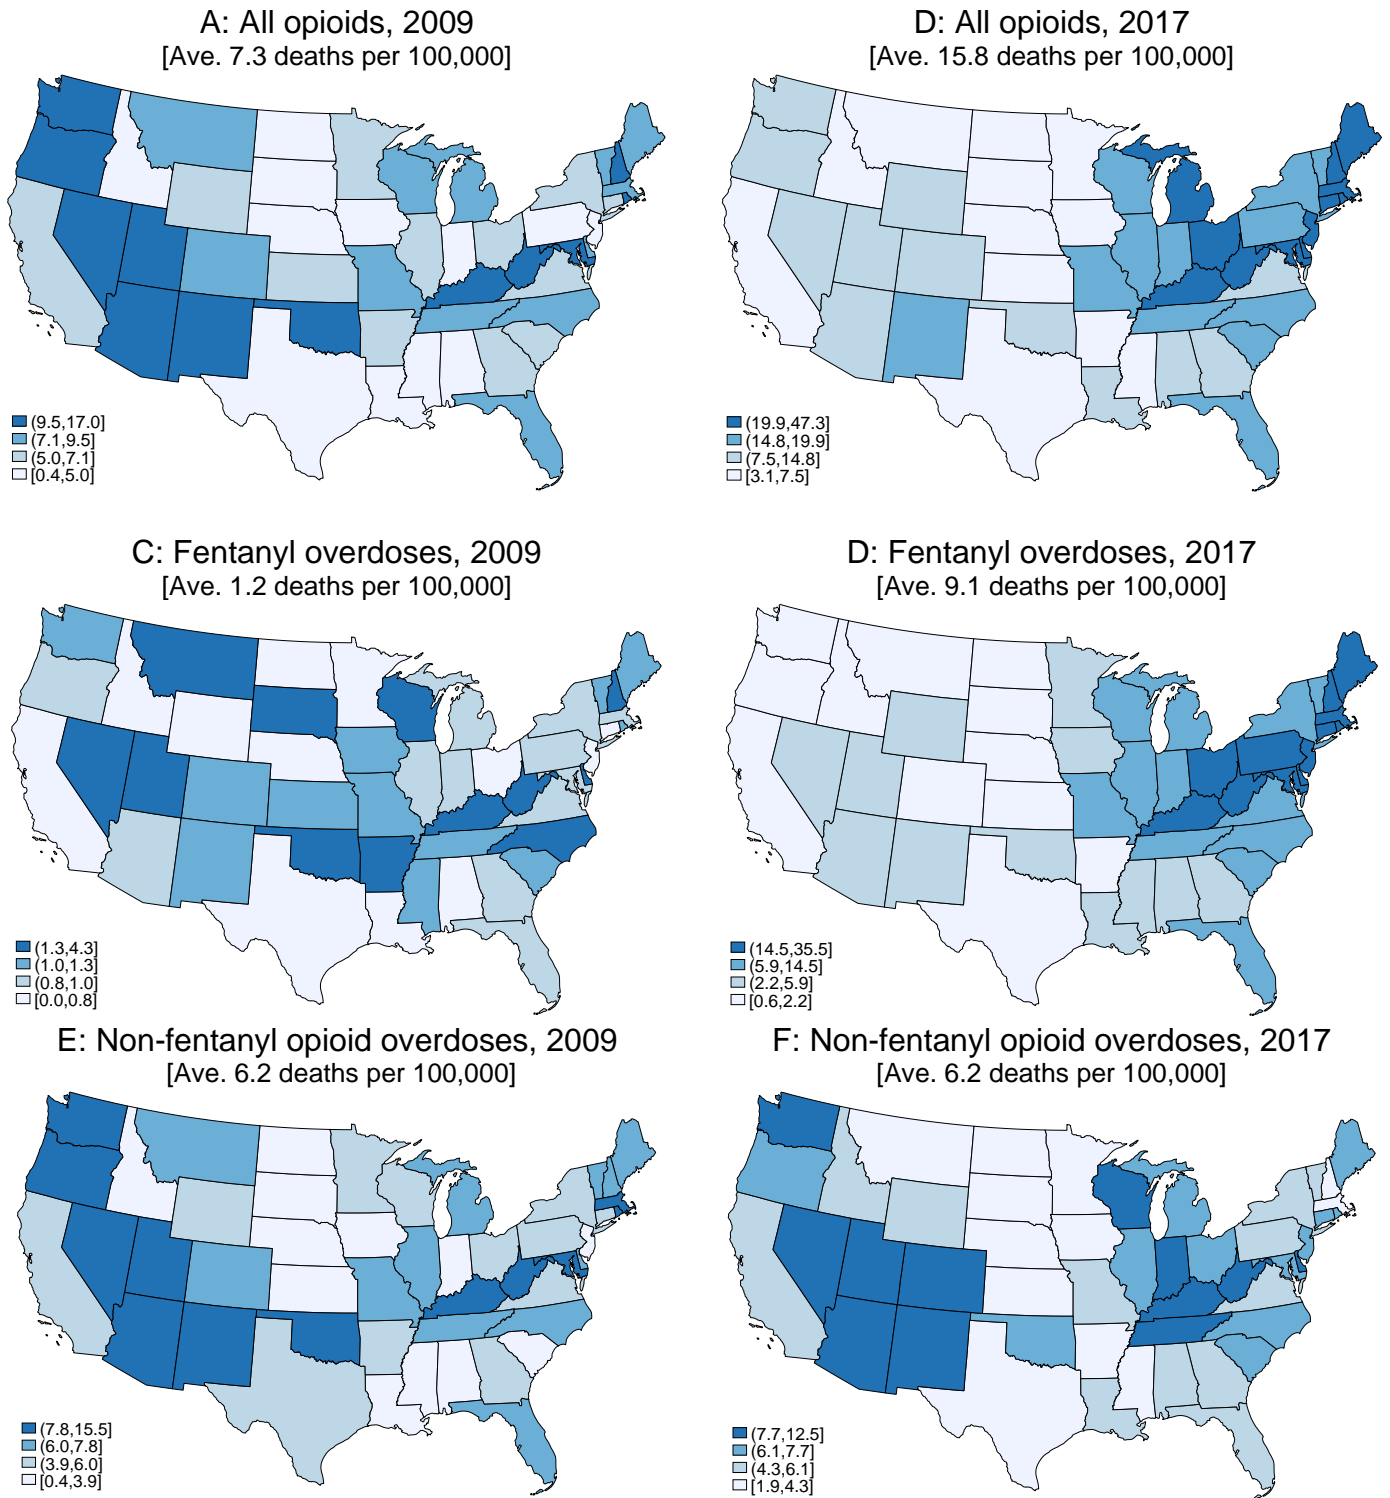 A: All opioids, 2009
[Ave. 7.3 deaths per 100,000]
(9.5,17.0]
(7.1,9.5]
(5.0,7.1]
[0.4,5.0]
D: All opioids, 2017
[Ave. 15.8 deaths per 100,000]
(19.9,47.3]
(14.8,19.9]
(7.5,14.8]
[3.1,7.5]
C: Fentanyl overdoses, 2009
[Ave. 1.2 deaths per 100,000]
(1.3,4.3]
(1.0,1.3]
(0.8,1.0]
[0.0,0.8]
D: Fentanyl overdoses, 2017
[Ave. 9.1 deaths per 100,000]
(14.5,35.5]
(5.9,14.5]
(2.2,5.9]
[0.6,2.2]
E: Non-fentanyl opioid overdoses, 2009
[Ave. 6.2 deaths per 100,000]
(7.8,15.5]
(6.0,7.8]
(3.9,6.0]
[0.4,3.9]
F: Non-fentanyl opioid overdoses, 2017
[Ave. 6.2 deaths per 100,000]
(7.7,12.5]
(6.1,7.7]
(4.3,6.1]
[1.9,4.3]